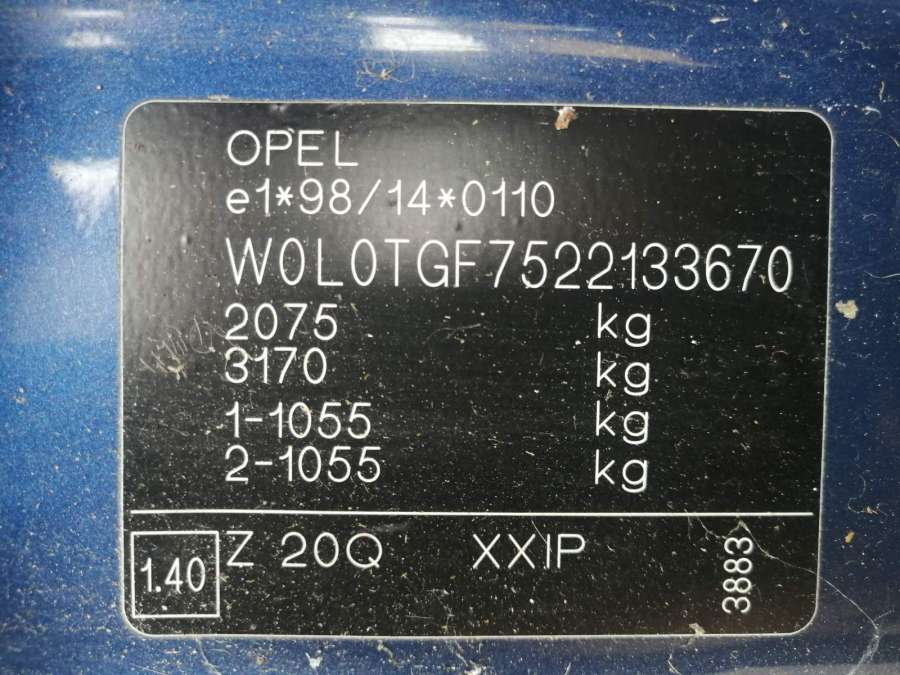 OPEL
e1*98/14*0110
W0L0TGF7522133670
2075 kg
3170 kg
1-1055 kg
2-1055 kg
1.40 Z 20Q XXIP
3883